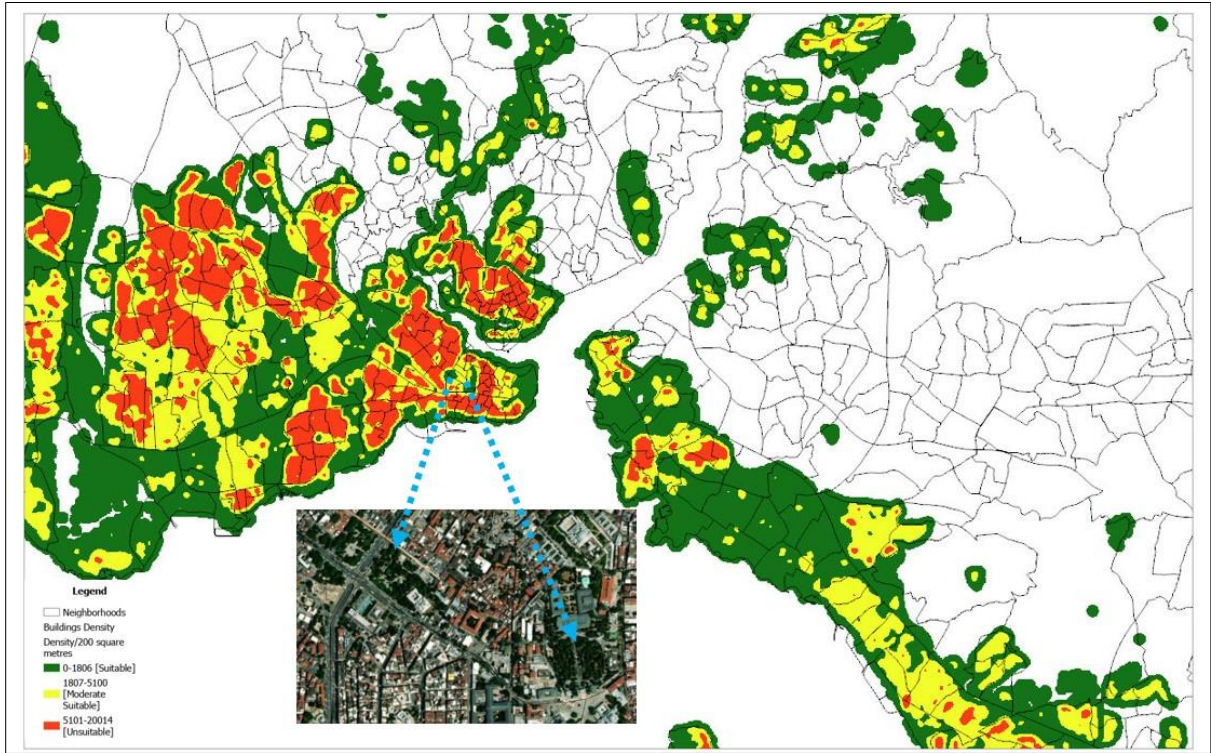 Legend
Neighborhoods
Buildings Density
Density/200 square
metres
0-1806 [Suitable]
1807-5100
[Moderate
Suitable]
5101-20014
[Unsuitable]